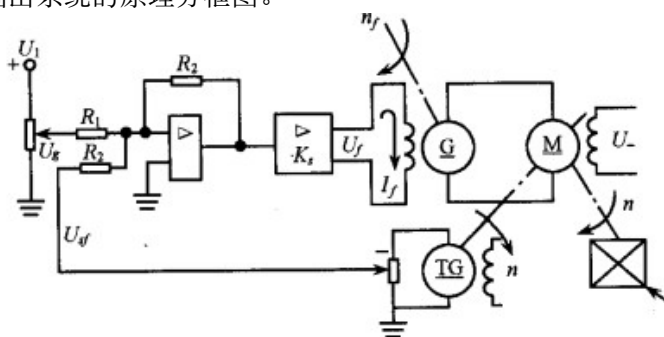 出系统的原理方框图。
n_f
U_1
+
R_2
R_1
▷
▷
·K_s
U_f
I_f
G
M
U_-
U_g
R_2
n
U_sf
−
TG
n